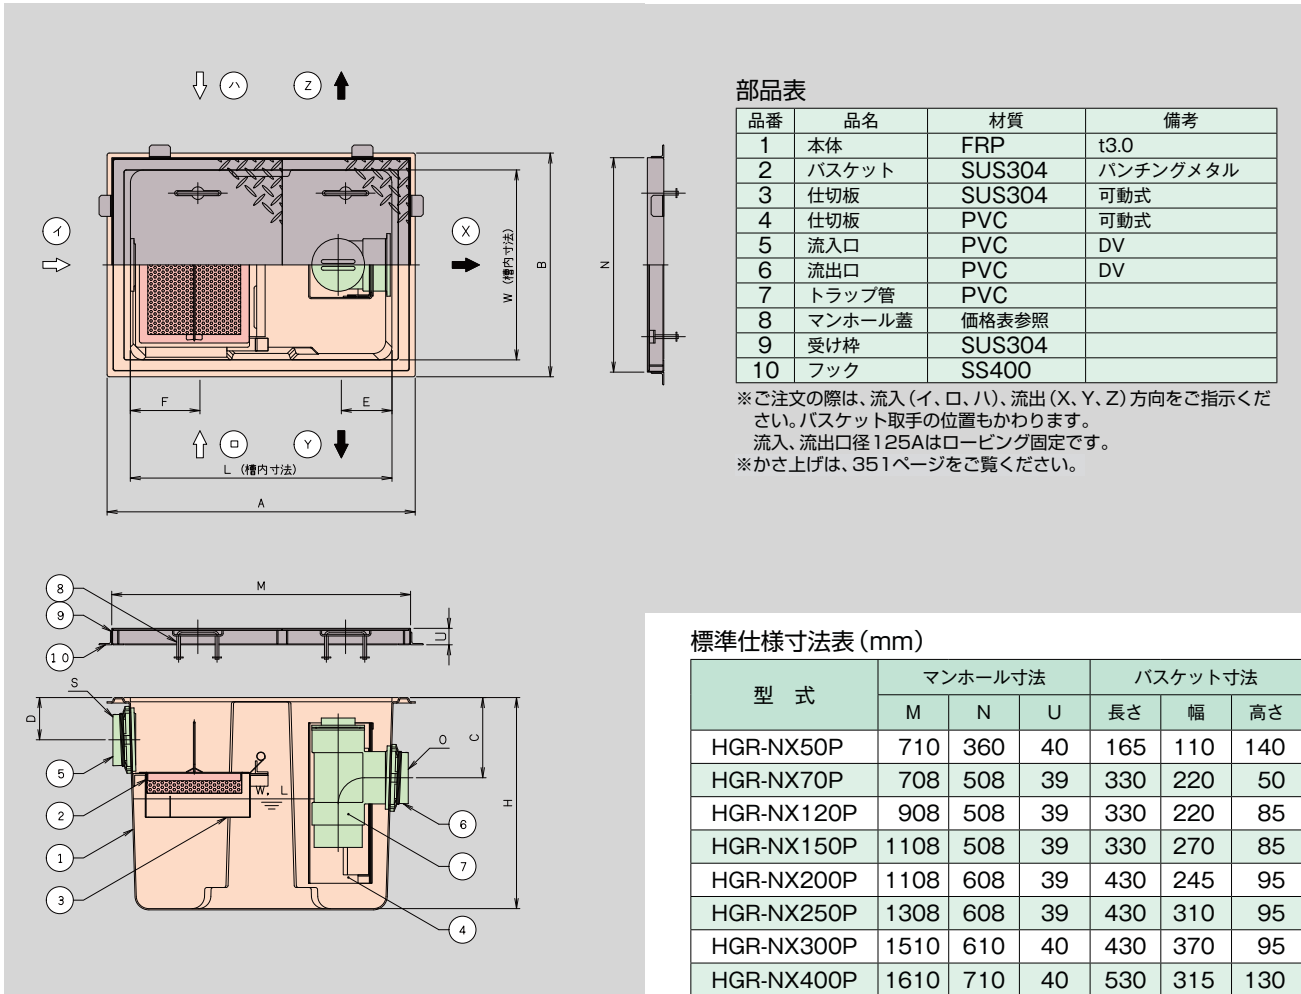 ハ Z
イ
X
W (槽内寸法)
B
N
F E
ロ Y
L (槽内寸法)
A
部品表
品番 品名 材質 備考
1 本体 FRP t3.0
2 バスケット SUS304 パンチングメタル
3 仕切板 SUS304 可動式
4 仕切板 PVC 可動式
5 流入口 PVC DV
6 流出口 PVC DV
7 トラップ管 PVC
8 マンホール蓋 価格表参照
9 受け枠 SUS304
10 フック SS400
※ご注文の際は、流入(イ、ロ、ハ)、流出(X、Y、Z)方向をご指示くだ
さい。バスケット取手の位置もかわります。
流入、流出口径125Aはロービング固定です。
※かさ上げは、351ページをご覧ください。
8 M
9
10 U
S
D C O
5
2 W, L H
6
1
7
3
4
標準仕様寸法表(mm)
型 式 マンホール寸法 バスケット寸法
M N U 長さ 幅 高さ
HGR-NX50P 710 360 40 165 110 140
HGR-NX70P 708 508 39 330 220 50
HGR-NX120P 908 508 39 330 220 85
HGR-NX150P 1108 508 39 330 270 85
HGR-NX200P 1108 608 39 430 245 95
HGR-NX250P 1308 608 39 430 310 95
HGR-NX300P 1510 610 40 430 370 95
HGR-NX400P 1610 710 40 530 315 130